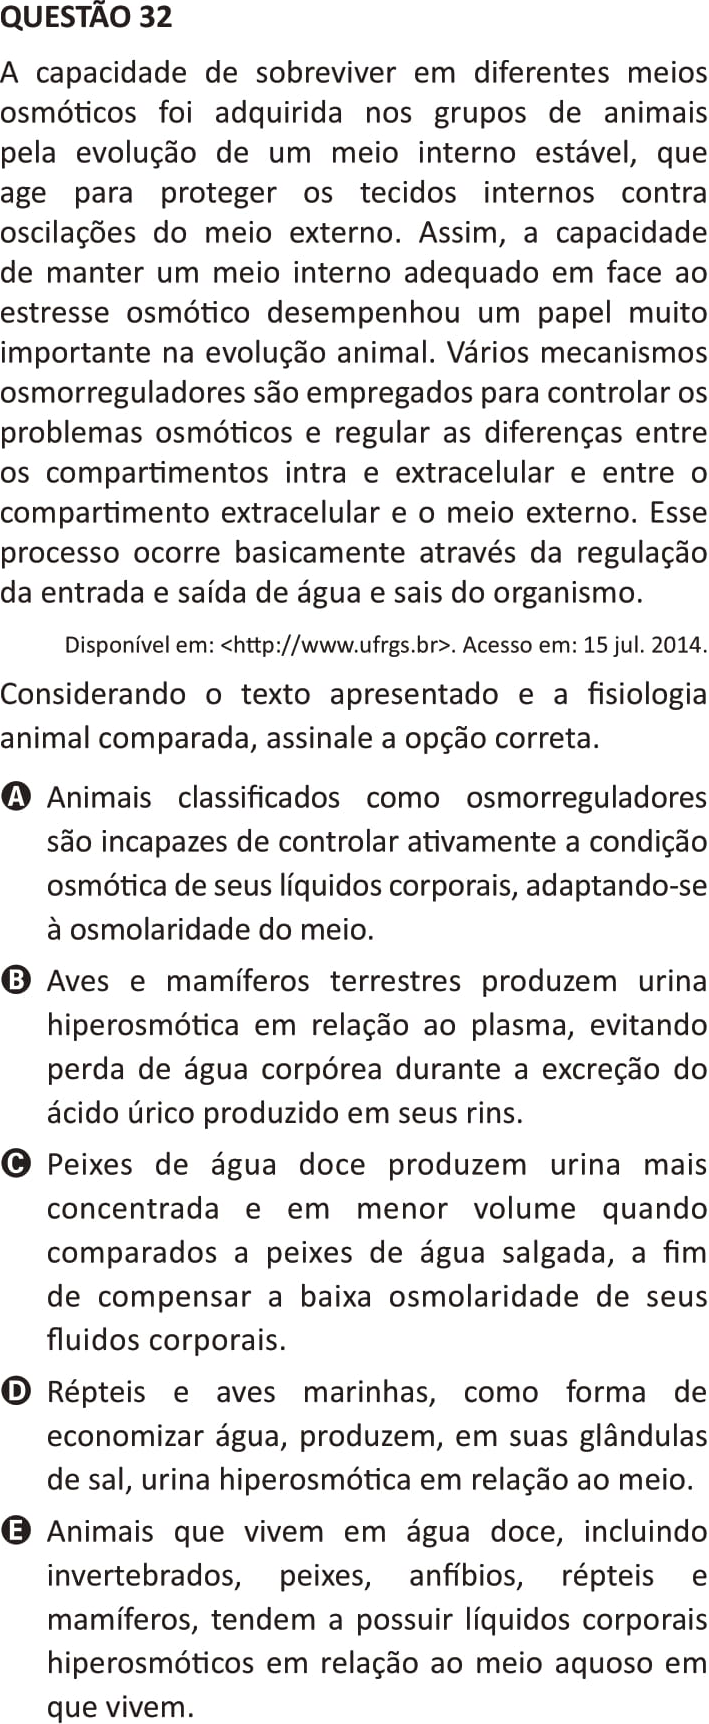 QUESTÃO 32
A capacidade de sobreviver em diferentes meios
osmóticos foi adquirida nos grupos de animais
pela evolução de um meio interno estável, que
age para proteger os tecidos internos contra
oscilações do meio externo. Assim, a capacidade
de manter um meio interno adequado em face ao
estresse osmótico desempenhou um papel muito
importante na evolução animal. Vários mecanismos
osmorreguladores são empregados para controlar os
problemas osmóticos e regular as diferenças entre
os compartimentos intra e extracelular e entre o
compartimento extracelular e o meio externo. Esse
processo ocorre basicamente através da regulação
da entrada e saída de água e sais do organismo.
Disponível em: <http://www.ufrgs.br>. Acesso em: 15 jul. 2014.
Considerando o texto apresentado e a fisiologia
animal comparada, assinale a opção correta.
A Animais classificados como osmorreguladores
são incapazes de controlar ativamente a condição
osmótica de seus líquidos corporais, adaptando-se
à osmolaridade do meio.
B Aves e mamíferos terrestres produzem urina
hiperosmótica em relação ao plasma, evitando
perda de água corpórea durante a excreção do
ácido úrico produzido em seus rins.
C Peixes de água doce produzem urina mais
concentrada e em menor volume quando
comparados a peixes de água salgada, a fim
de compensar a baixa osmolaridade de seus
fluidos corporais.
D Répteis e aves marinhas, como forma de
economizar água, produzem, em suas glândulas
de sal, urina hiperosmótica em relação ao meio.
E Animais que vivem em água doce, incluindo
invertebrados, peixes, anfíbios, répteis e
mamíferos, tendem a possuir líquidos corporais
hiperosmóticos em relação ao meio aquoso em
que vivem.